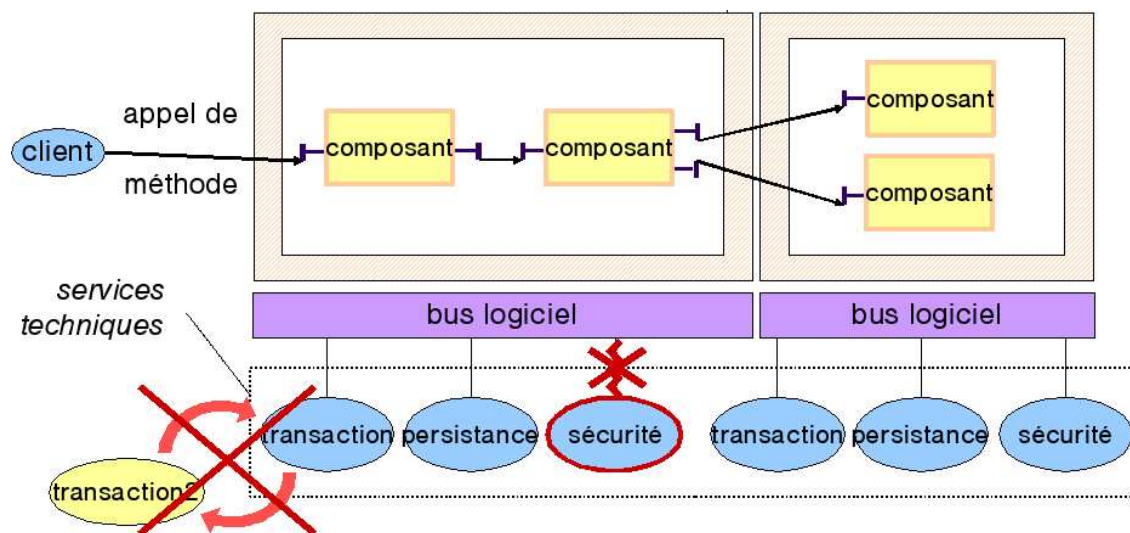 appel de
client
méthode
composant
composant
composant
composant
services
techniques
bus logiciel
bus logiciel
transaction
persistance
sécurité
transaction
persistance
sécurité
transaction2